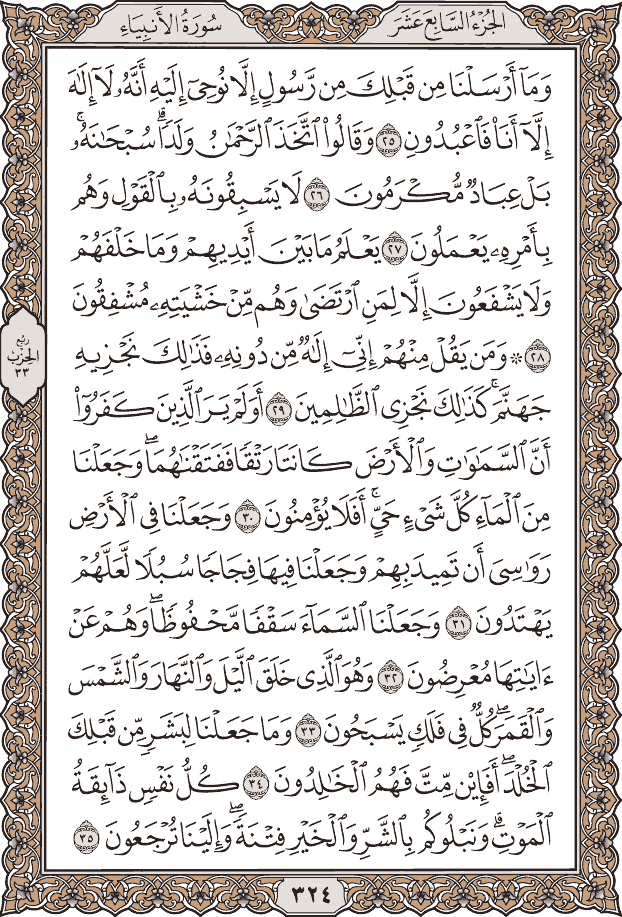 الجزء السابع عشر
سورة الأنبياء
وَمَآ أَرْسَلْنَا مِن قَبْلِكَ مِن رَّسُولٍ إِلَّا نُوحِىٓ إِلَيْهِ أَنَّهُۥ لَآ إِلَٰهَ
إِلَّآ أَنَا۠ فَٱعْبُدُونِ ٢٥ وَقَالُوا۟ ٱتَّخَذَ ٱلرَّحْمَٰنُ وَلَدًاۗ سُبْحَٰنَهُۥۚ
بَلْ عِبَادٌ مُّكْرَمُونَ ٢٦ لَا يَسْبِقُونَهُۥ بِٱلْقَوْلِ وَهُم
بِأَمْرِهِۦ يَعْمَلُونَ ٢٧ يَعْلَمُ مَا بَيْنَ أَيْدِيهِمْ وَمَا خَلْفَهُمْ
وَلَا يَشْفَعُونَ إِلَّا لِمَنِ ٱرْتَضَىٰ وَهُم مِّنْ خَشْيَتِهِۦ مُشْفِقُونَ
٢٨ ۞ وَمَن يَقُلْ مِنْهُمْ إِنِّىٓ إِلَٰهٌ مِّن دُونِهِۦ فَذَٰلِكَ نَجْزِيهِ
جَهَنَّمَۚ كَذَٰلِكَ نَجْزِى ٱلظَّٰلِمِينَ ٢٩ أَوَلَمْ يَرَ ٱلَّذِينَ كَفَرُوٓا۟
أَنَّ ٱلسَّمَٰوَٰتِ وَٱلْأَرْضَ كَانَتَا رَتْقًا فَفَتَقْنَٰهُمَاۖ وَجَعَلْنَا
مِنَ ٱلْمَآءِ كُلَّ شَىْءٍ حَىٍّۚ أَفَلَا يُؤْمِنُونَ ٣٠ وَجَعَلْنَا فِى ٱلْأَرْضِ
رَوَٰسِىَ أَن تَمِيدَ بِهِمْ وَجَعَلْنَا فِيهَا فِجَاجًا سُبُلًا لَّعَلَّهُمْ
يَهْتَدُونَ ٣١ وَجَعَلْنَا ٱلسَّمَآءَ سَقْفًا مَّحْفُوظًاۖ وَهُمْ عَنْ
ءَايَٰتِهَا مُعْرِضُونَ ٣٢ وَهُوَ ٱلَّذِى خَلَقَ ٱلَّيْلَ وَٱلنَّهَارَ وَٱلشَّمْسَ
وَٱلْقَمَرَۖ كُلٌّ فِى فَلَكٍ يَسْبَحُونَ ٣٣ وَمَا جَعَلْنَا لِبَشَرٍ مِّن قَبْلِكَ
ٱلْخُلْدَۖ أَفَإِي۟ن مِّتَّ فَهُمُ ٱلْخَٰلِدُونَ ٣٤ كُلُّ نَفْسٍ ذَآئِقَةُ
ٱلْمَوْتِۗ وَنَبْلُوكُم بِٱلشَّرِّ وَٱلْخَيْرِ فِتْنَةًۖ وَإِلَيْنَا تُرْجَعُونَ ٣٥
ربع
الحزب
٣٣
٣٢٤